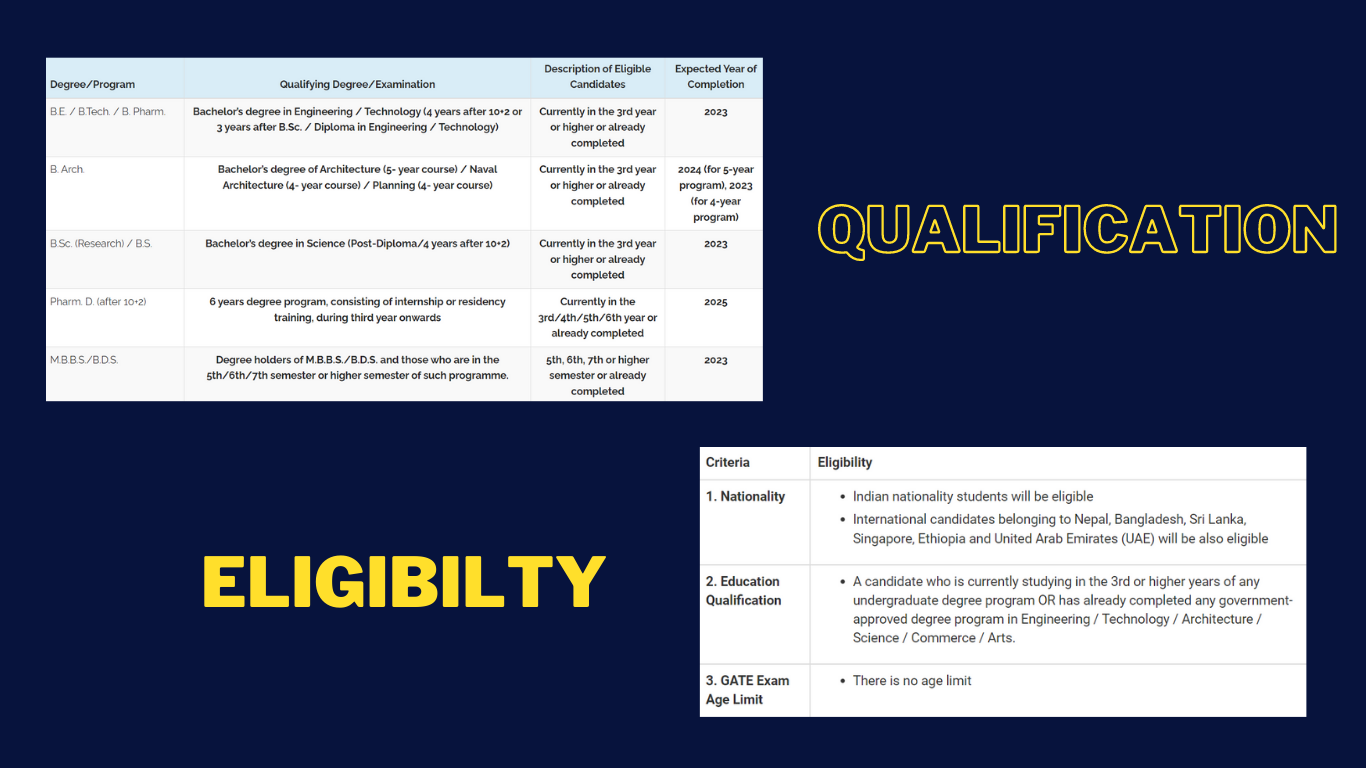 Degree/Program
Qualifying Degree/Examination
Description of Eligible
Candidates
Expected Year of
Completion
B.E. / B.Tech. / B. Pharm.
Bachelor's degree in Engineering / Technology (4 years after 10+2 or
3 years after B.Sc. / Diploma in Engineering / Technology)
Currently in the 3rd year
or higher or already
completed
2023
B. Arch.
Bachelor's degree of Architecture (5- year course) / Naval
Architecture (4- year course) / Planning (4- year course)
Currently in the 3rd year
or higher or already
completed
2024 (for 5-year
program), 2023
(for 4-year
program)
B.Sc. (Research) / B.S.
Bachelor's degree in Science (Post-Diploma/4 years after 10+2)
Currently in the 3rd year
or higher or already
completed
2023
Pharm. D. (after 10+2)
6 years degree program, consisting of internship or residency
training, during third year onwards
Currently in the
3rd/4th/5th/6th year or
already completed
2025
M.B.B.S./B.D.S.
Degree holders of M.B.B.S./B.D.S. and those who are in the
5th/6th/7th semester or higher semester of such programme.
5th, 6th, 7th or higher
semester or already
completed
2023
QUALIFICATION
ELIGIBILTY
Criteria
Eligibility
1. Nationality
• Indian nationality students will be eligible
• International candidates belonging to Nepal, Bangladesh, Sri Lanka,
Singapore, Ethiopia and United Arab Emirates (UAE) will be also eligible
2. Education
Qualification
• A candidate who is currently studying in the 3rd or higher years of any
undergraduate degree program OR has already completed any government-
approved degree program in Engineering / Technology / Architecture /
Science / Commerce / Arts.
3. GATE Exam
Age Limit
• There is no age limit